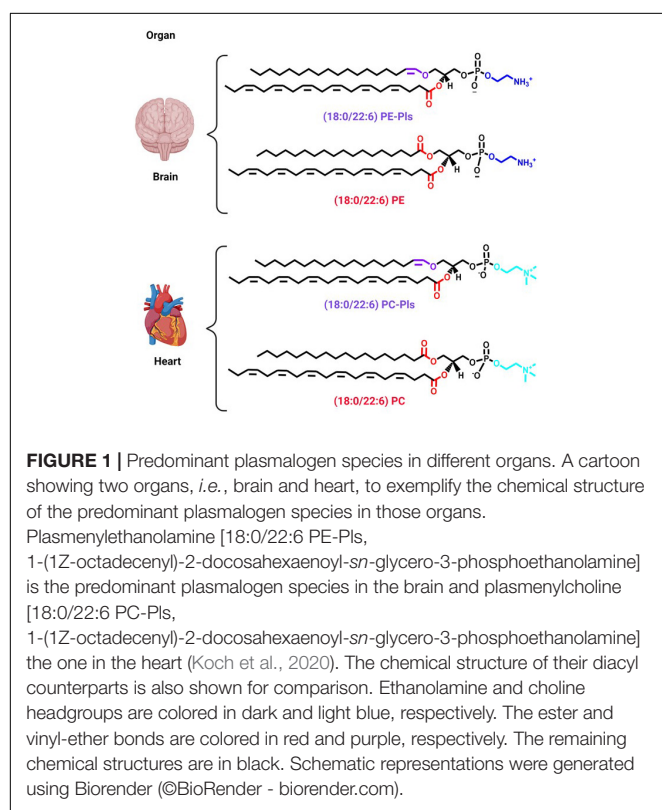 Organ
O
O
P
O
O
NH₃⁺
O
H
O
O
–
(18:0/22:6) PE-Pls
Brain
O
O
O
O
P
O
O
NH₃⁺
O
H
O
–
(18:0/22:6) PE
O
O
O
P
O
N⁺
O
H
⁻O
O
(18:0/22:6) PC-Pls
Heart
O
O
O
O
P
O
N⁺
O
H
⁻O
O
(18:0/22:6) PC
FIGURE 1 | Predominant plasmalogen species in different organs. A cartoon
showing two organs, i.e., brain and heart, to exemplify the chemical structure
of the predominant plasmalogen species in those organs.
Plasmenylethanolamine [18:0/22:6 PE-Pls,
1-(1Z-octadecenyl)-2-docosahexaenoyl-sn-glycero-3-phosphoethanolamine]
is the predominant plasmalogen species in the brain and plasmenylcholine
[18:0/22:6 PC-Pls,
1-(1Z-octadecenyl)-2-docosahexaenoyl-sn-glycero-3-phosphoethanolamine]
the one in the heart (Koch et al., 2020). The chemical structure of their diacyl
counterparts is also shown for comparison. Ethanolamine and choline
headgroups are colored in dark and light blue, respectively. The ester and
vinyl-ether bonds are colored in red and purple, respectively. The remaining
chemical structures are in black. Schematic representations were generated
using Biorender (©BioRender - biorender.com).